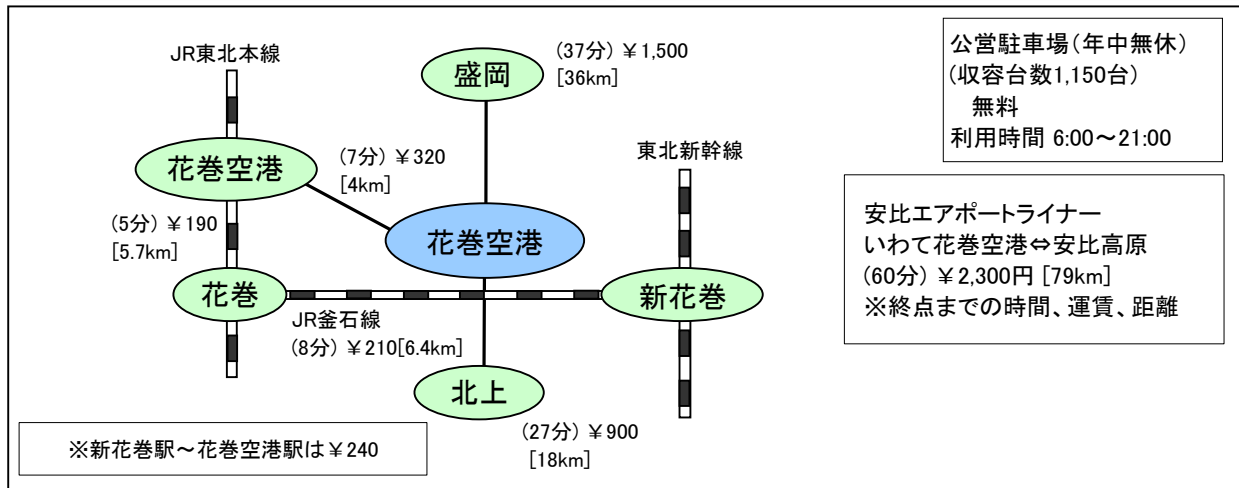 JR東北本線
(37分) ¥1,500
[36km]
盛岡
花巻空港
(7分) ¥320
[4km]
東北新幹線
(5分) ¥190
[5.7km]
花巻空港
花巻
新花巻
JR釜石線
(8分) ¥210[6.4km]
北上
(27分) ¥900
[18km]
※新花巻駅～花巻空港駅は¥240
公営駐車場(年中無休)
(収容台数1,150台)
無料
利用時間 6:00～21:00
安比エアポートライナー
いわて花巻空港⇔安比高原
(60分) ¥2,300円 [79km]
※終点までの時間、運賃、距離